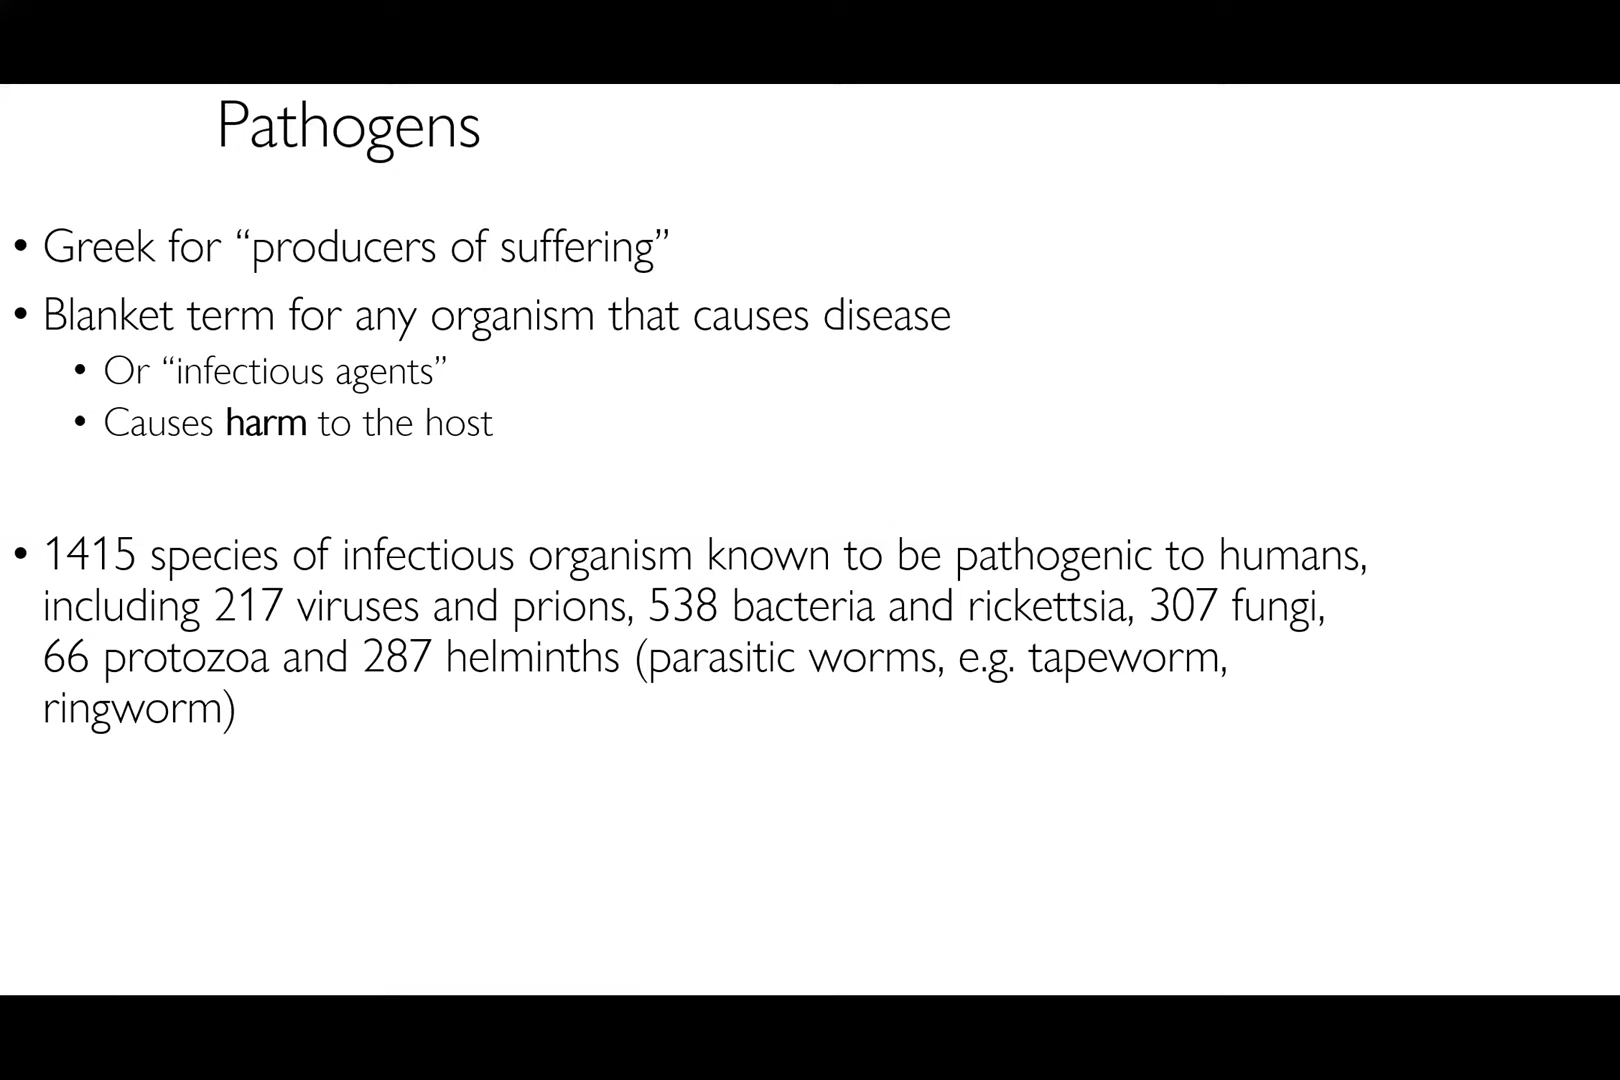 Pathogens
• Greek for “producers of suffering”
• Blanket term for any organism that causes disease
• Or “infectious agents”
• Causes harm to the host
• 1415 species of infectious organism known to be pathogenic to humans,
including 217 viruses and prions, 538 bacteria and rickettsia, 307 fungi,
66 protozoa and 287 helminths (parasitic worms, e.g. tapeworm,
ringworm)